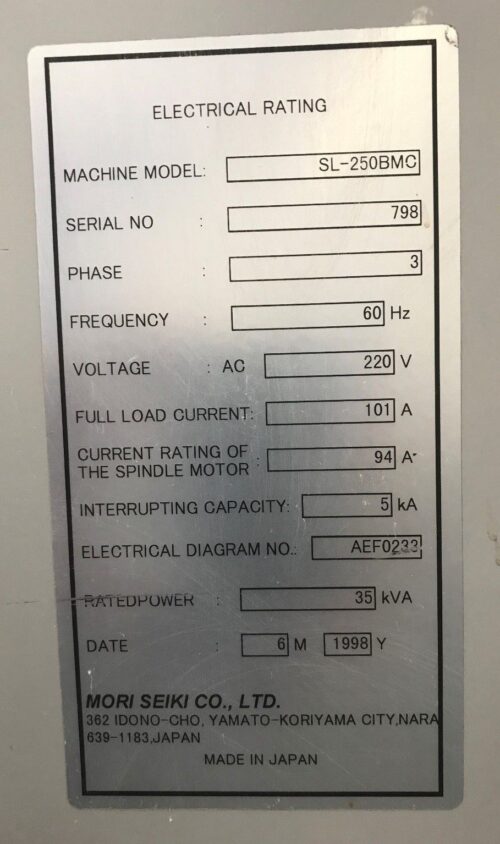 ELECTRICAL RATING
MACHINE MODEL: SL-250BMC
SERIAL NO : 798
PHASE : 3
FREQUENCY : 60 Hz
VOLTAGE : AC 220 V
FULL LOAD CURRENT: 101 A
CURRENT RATING OF
THE SPINDLE MOTOR : 94 A
INTERRUPTING CAPACITY: 5 kA
ELECTRICAL DIAGRAM NO.: AEF0233
RATEDPOWER : 35 kVA
DATE : 6 M 1998 Y
MORI SEIKI CO., LTD.
362 IDONO-CHO, YAMATO-KORIYAMA CITY,NARA
639-1183,JAPAN
MADE IN JAPAN